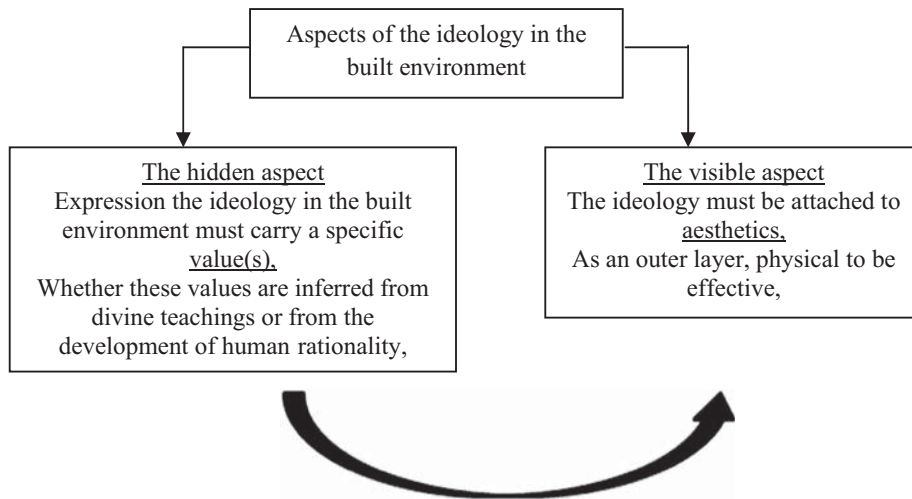 Aspects of the ideology in the
built environment
The hidden aspect
Expression the ideology in the built
environment must carry a specific
value(s),
Whether these values are inferred from
divine teachings or from the
development of human rationality,
The visible aspect
The ideology must be attached to
aesthetics,
As an outer layer, physical to be
effective,